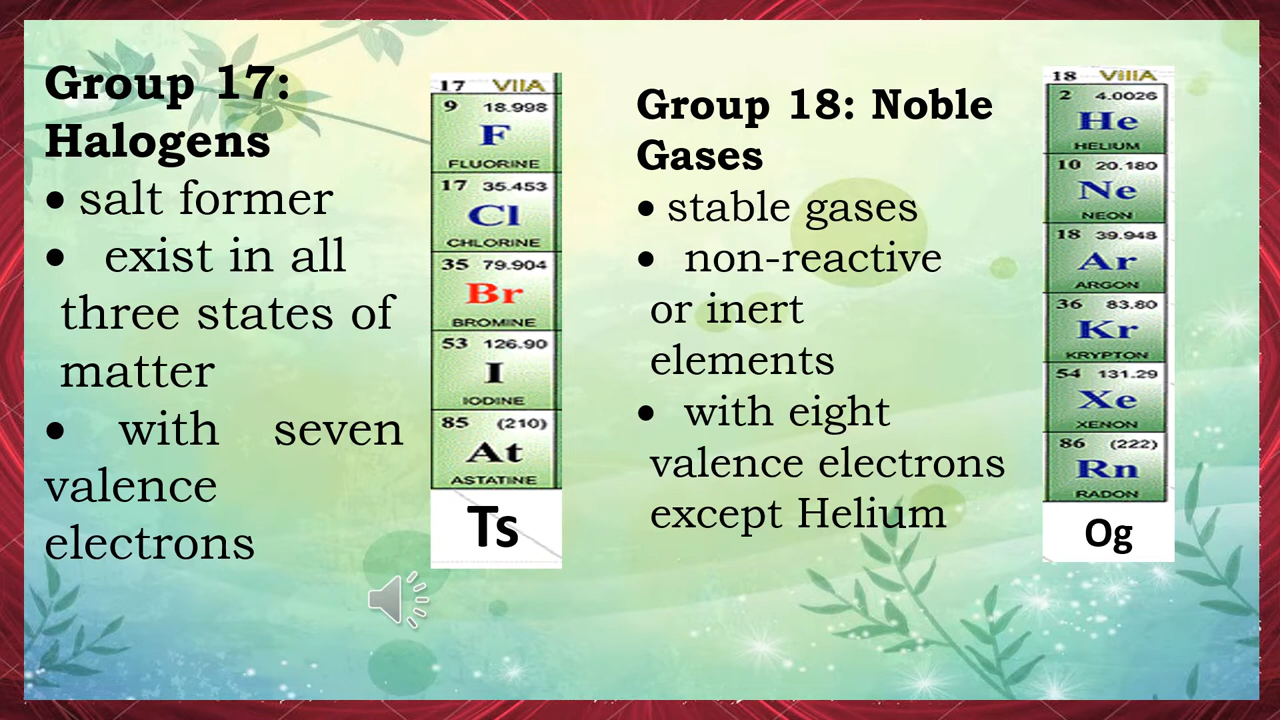 Group 17:
Halogens
• salt former
• exist in all
three states of
matter
• with seven
valence
electrons
17 VIIA
9 18.998
F
FLUORINE
17 35.453
Cl
CHLORINE
35 79.904
Br
BROMINE
53 126.90
I
IODINE
85 (210)
At
ASTATINE
Ts
Group 18: Noble
Gases
• stable gases
• non-reactive
or inert
elements
• with eight
valence electrons
except Helium
18 VIIIA
2 4.0026
He
HELIUM
10 20.180
Ne
NEON
18 39.948
Ar
ARGON
36 83.80
Kr
KRYPTON
54 131.29
Xe
XENON
86 (222)
Rn
RADON
Og